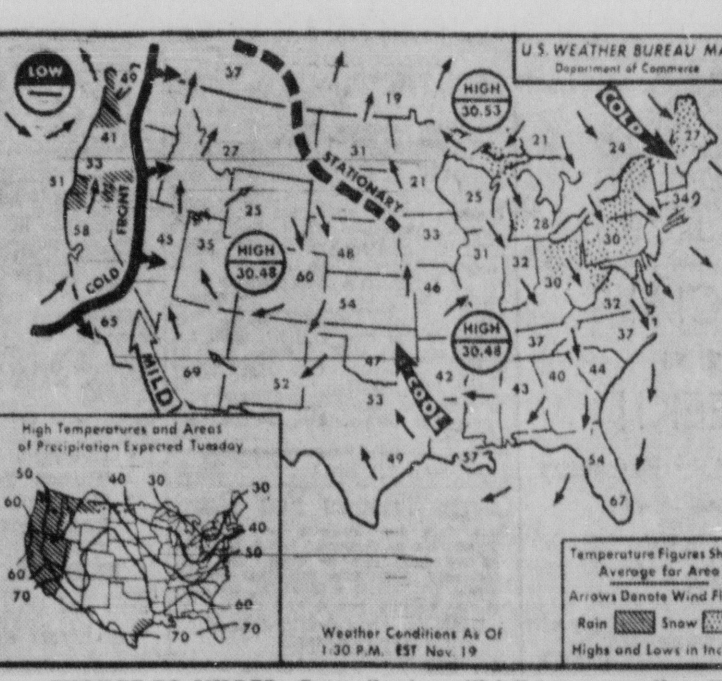 U.S. WEATHER BUREAU MA
Department of Commerce
LOW
49
37
19
HIGH
30.53
COLD
41
33
51
58
FRONT
COLD
27
31
STATIONARY
21
25
21
24
27
34
25
45
35
HIGH
30.48
60
48
33
31
32
28
30
30
54
46
32
65
MILD
69
52
47
53
COOL
42
HIGH
30.48
37
37
43
40
44
49
57
54
67
High Temperatures and Areas
of Precipitation Expected Tuesday
50
40
30
30
60
40
50
60
70
60
70
70
Weather Conditions As Of
1:30 P.M. EST Nov. 19
Temperature Figures Sh
Average for Area
Arrows Denote Wind Fl
Rain Snow
Highs and Lows in Inc